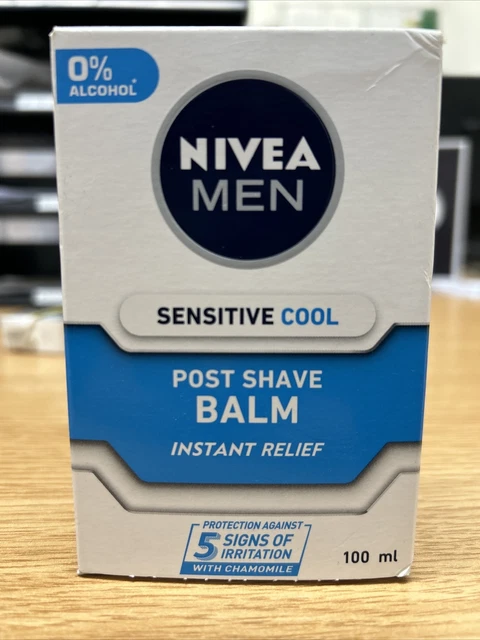 0%
ALCOHOL*
NIVEA
MEN
SENSITIVE COOL
POST SHAVE
BALM
INSTANT RELIEF
PROTECTION AGAINST
5 SIGNS OF
IRRITATION
WITH CHAMOMILE
100 ml